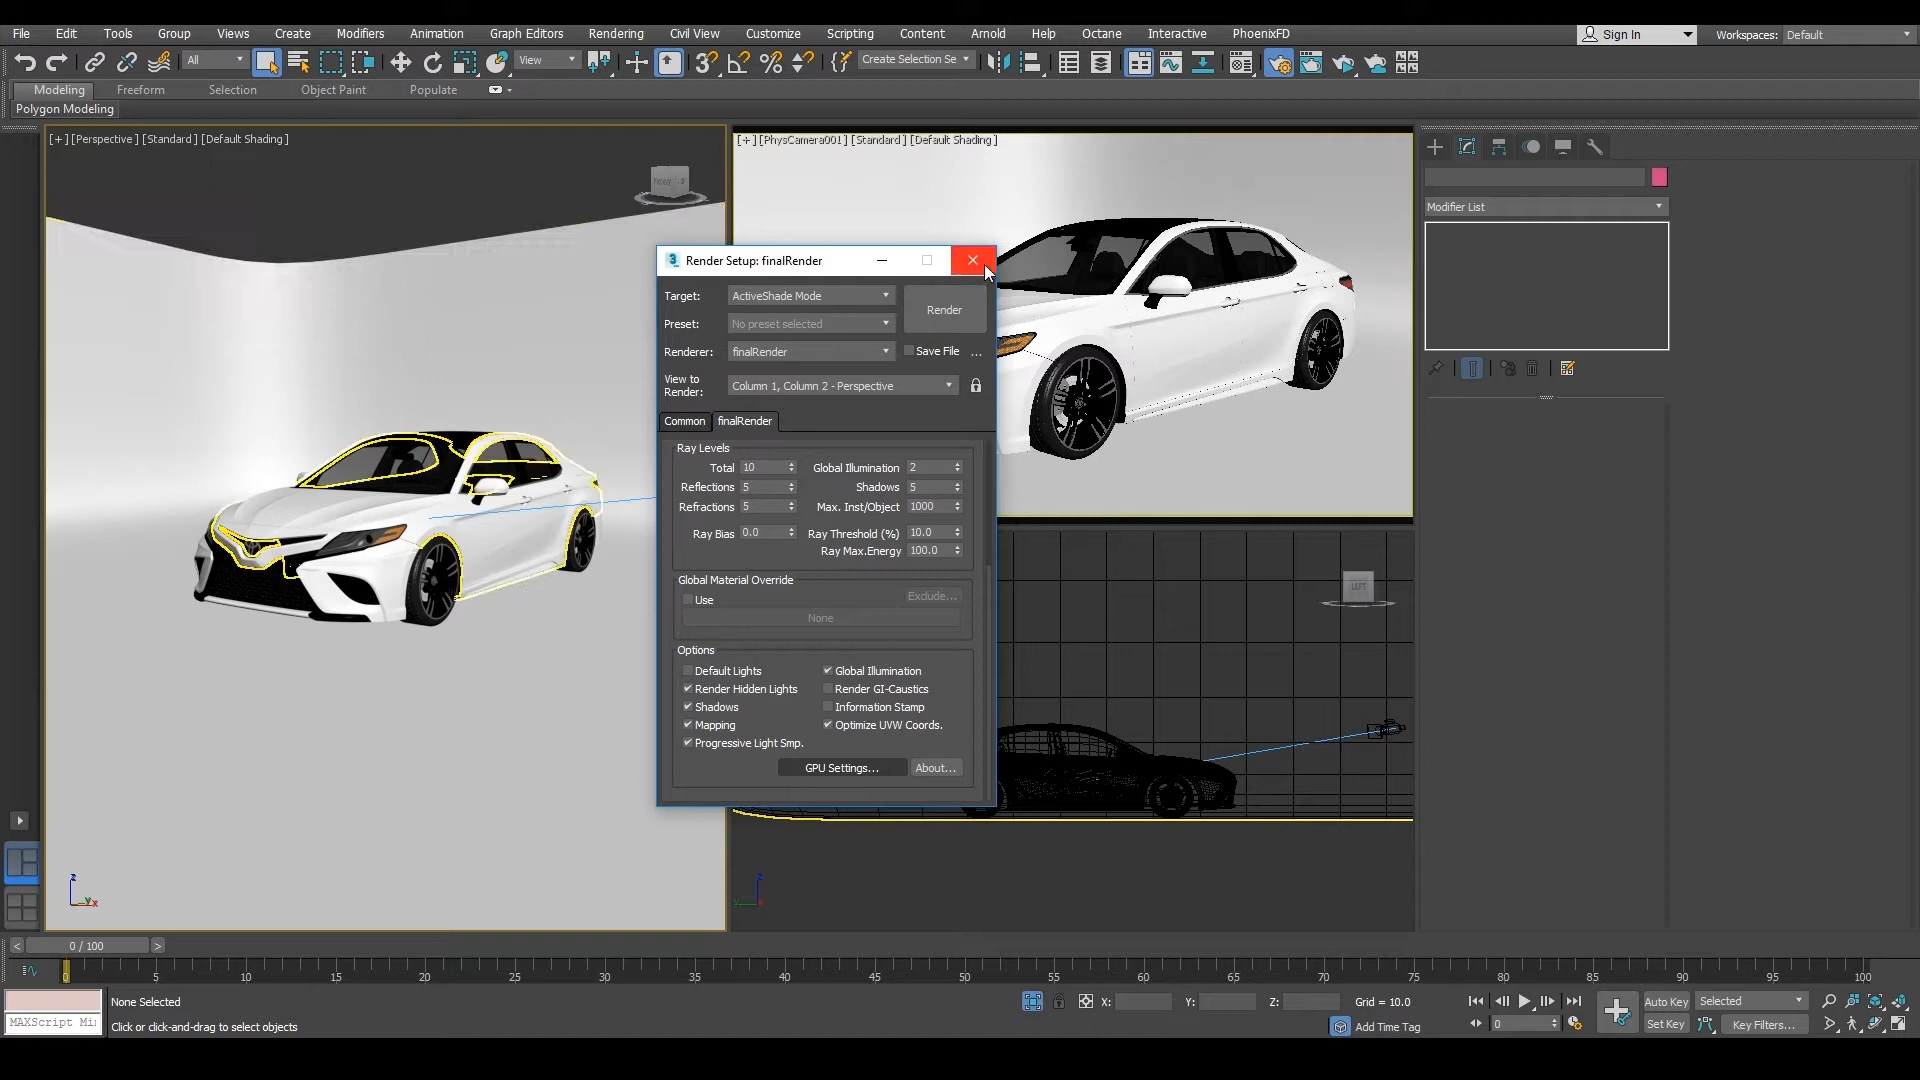 File Edit Tools Group Views Create Modifiers Animation Graph Editors Rendering Civil View Customize Scripting Content Arnold Help Octane Interactive PhoenixFD Sign In Workspaces: Default
All View Create Selection Se
Modeling Freeform Selection Object Paint Populate
Polygon Modeling
[+] [Perspective] [Standard] [Default Shading]
[+] [PhysCamera001] [Standard] [Default Shading]
Modifier List
3 Render Setup: finalRender
Target: ActiveShade Mode
Render
Preset: No preset selected
Renderer: finalRender Save File ...
View to
Render: Column 1, Column 2 - Perspective
Common finalRender
Ray Levels
Total 10 Global Illumination 2
Reflections 5 Shadows 5
Refractions 5 Max. Inst/Object 1000
Ray Bias 0.0 Ray Threshold (%) 10.0
Ray Max.Energy 100.0
Global Material Override
Use Exclude...
None
Options
Default Lights Global Illumination
Render Hidden Lights Render GI-Caustics
Shadows Information Stamp
Mapping Optimize UVW Coords.
Progressive Light Smp.
GPU Settings... About...
LEFT
z
y x
z
< 0 / 100 >
0 5 10 15 20 25 30 35 40 45 50 55 60 65 70 75 80 85 90 95 100
None Selected X: Y: Z: Grid = 10.0 Auto Key Selected
MAXScript Mi Click or click-and-drag to select objects Add Time Tag 0 Set Key Key Filters...